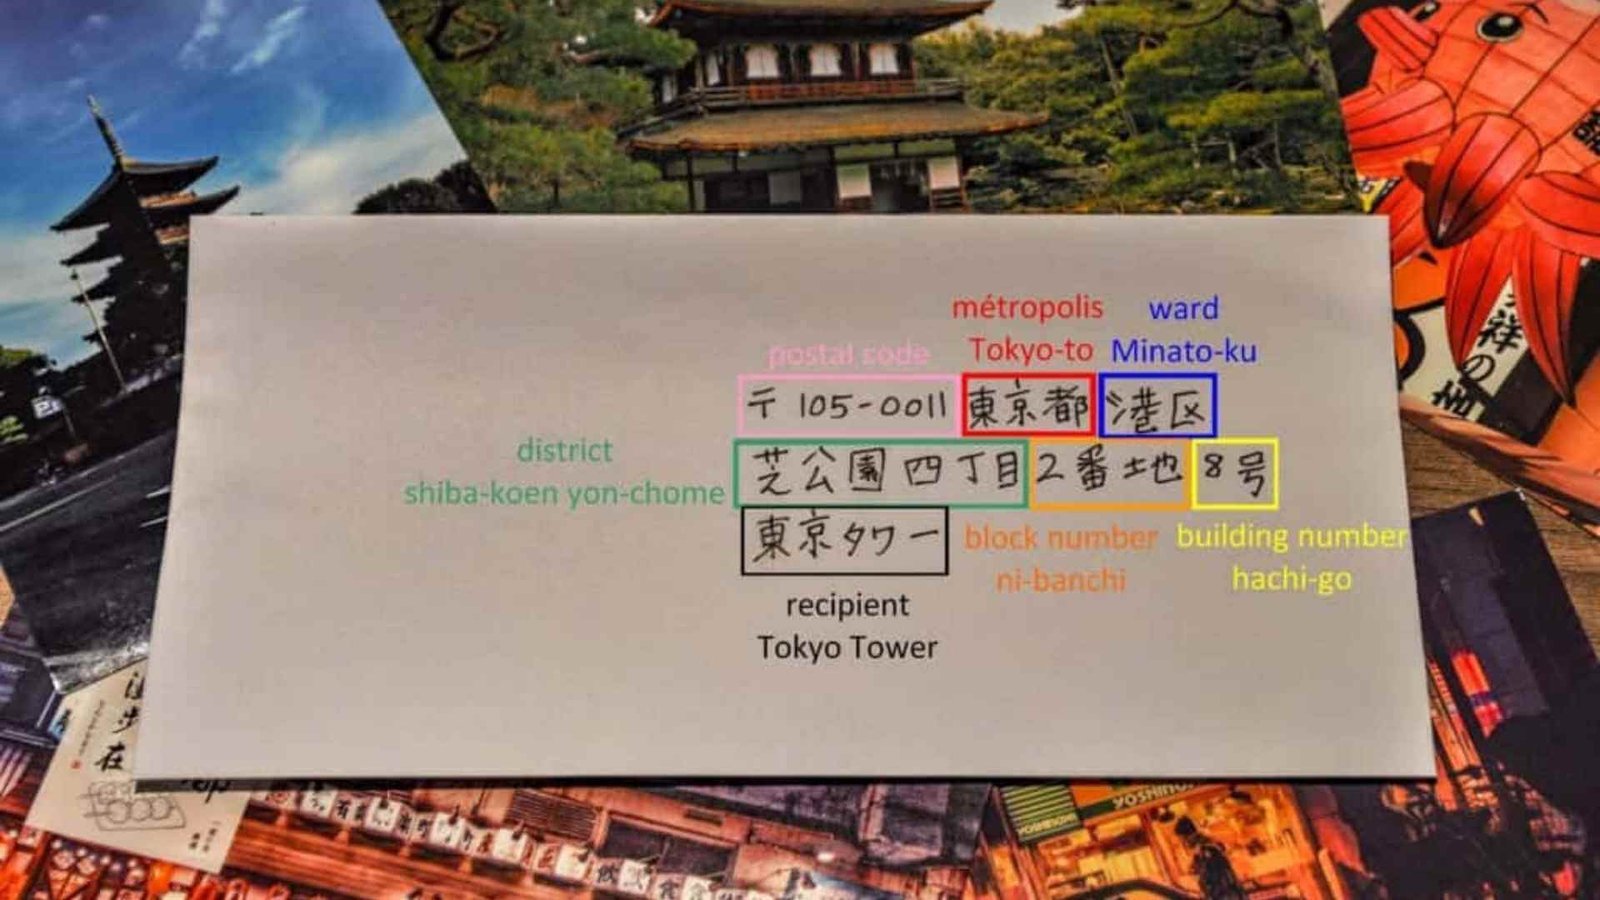 métropolis ward
postal code Tokyo-to Minato-ku
〒105-0011 東京都 港区
district
shiba-koen yon-chome
芝公園 四丁目 2番地 8号
東京タワー
block number building number
ni-banchi hachi-go
recipient
Tokyo Tower
祥の